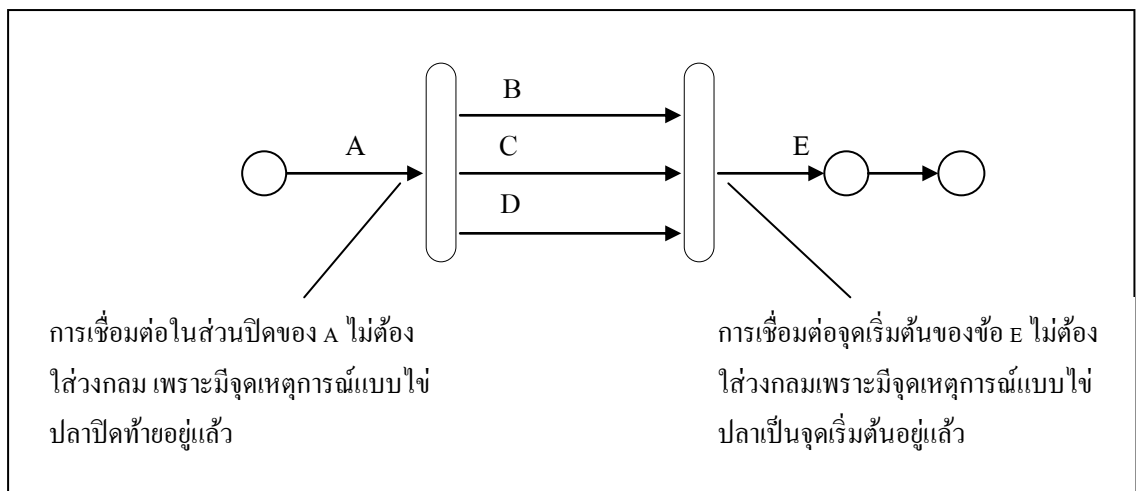 B
A
C
E
D
การเชื่อมต่อในส่วนปิดของ A ไม่ต้อง
ใส่วงกลม เพราะมีจุดเหตุการณ์แบบไข่
ปลาปิดท้ายอยู่แล้ว
การเชื่อมต่อจุดเริ่มต้นของข้อ E ไม่ต้อง
ใส่วงกลมเพราะมีจุดเหตุการณ์แบบไข่
ปลาเป็นจุดเริ่มต้นอยู่แล้ว